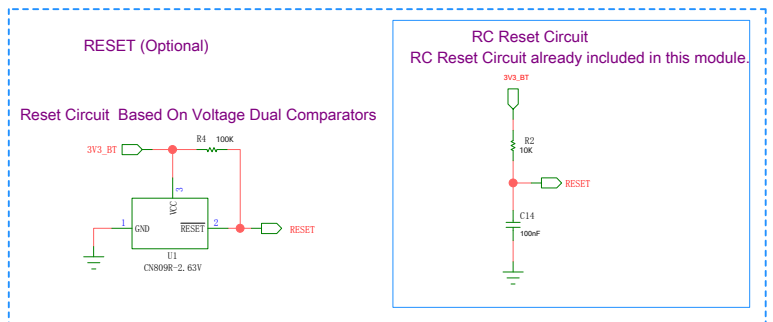 RESET (Optional)
Reset Circuit  Based On Voltage Dual Comparators
R4 100K
3V3_BT
3
VCC
1 GND RESET 2 RESET
U1
CN809R-2.63V
RC Reset Circuit
RC Reset Circuit already included in this module.
3V3_BT
R2
10K
RESET
C14
100nF